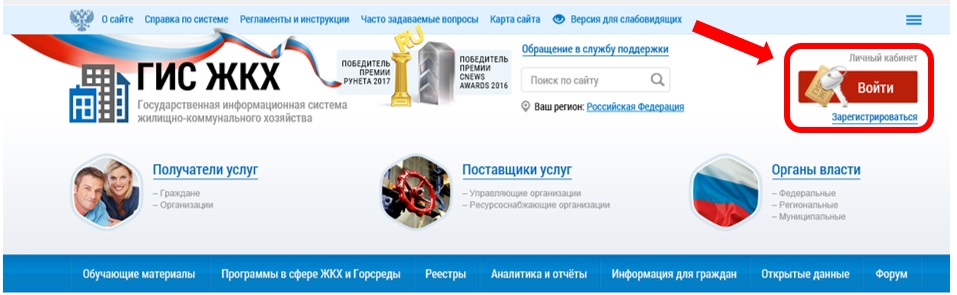 О сайте Справка по системе Регламенты и инструкции Часто задаваемые вопросы Карта сайта Версия для слабовидящих
ГИС ЖКХ
Государственная информационная система
жилищно-коммунального хозяйства
ПОБЕДИТЕЛЬ
ПРЕМИИ
РУНЕТА 2017
RU
ПОБЕДИТЕЛЬ
ПРЕМИИ
CNEWS
AWARDS 2016
Обращение в службу поддержки
Поиск по сайту
Ваш регион: Российская Федерация
Личный кабинет
Войти
Зарегистрироваться
Получатели услуг
– Граждане
– Организации
Поставщики услуг
– Управляющие организации
– Ресурсоснабжающие организации
Органы власти
– Федеральные
– Региональные
– Муниципальные
Обучающие материалы Программы в сфере ЖКХ и Горсреды Реестры Аналитика и отчёты Информация для граждан Открытые данные Форум